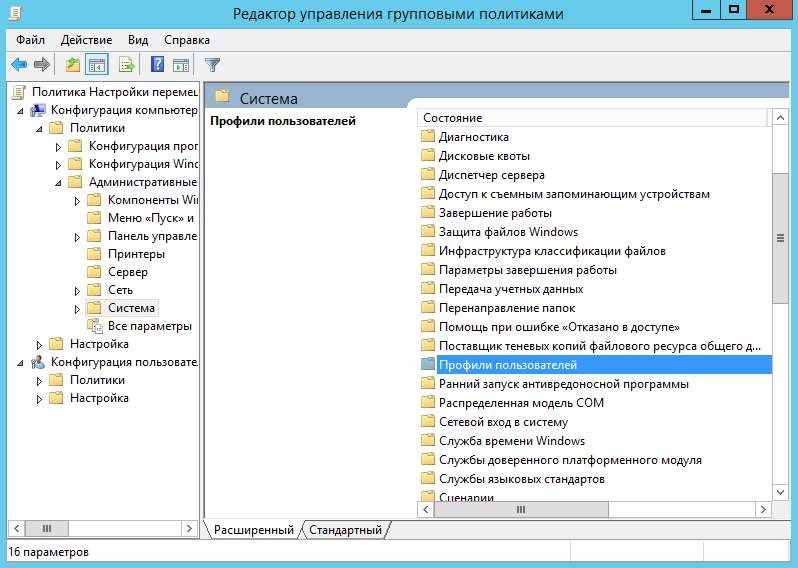 Редактор управления групповыми политиками
Файл Действие Вид Справка
Политика Настройки перемец
Конфигурация компьютер
Политики
Конфигурация прог
Конфигурация Winc
Административные
Компоненты Wi
Меню «Пуск» и
Панель управле
Принтеры
Сервер
Сеть
Система
Все параметры
Настройка
Конфигурация пользовате
Политики
Настройка
Система
Профили пользователей
Состояние
Диагностика
Дисковые квоты
Диспетчер сервера
Доступ к съемным запоминающим устройствам
Завершение работы
Защита файлов Windows
Инфраструктура классификации файлов
Параметры завершения работы
Передача учетных данных
Перенаправление папок
Помощь при ошибке «Отказано в доступе»
Поставщик теневых копий файлового ресурса общего д...
Профили пользователей
Ранний запуск антивредоносной программы
Распределенная модель COM
Сетевой вход в систему
Служба времени Windows
Службы доверенного платформенного модуля
Службы языковых стандартов
Сценарии
Расширенный Стандартный
16 параметров